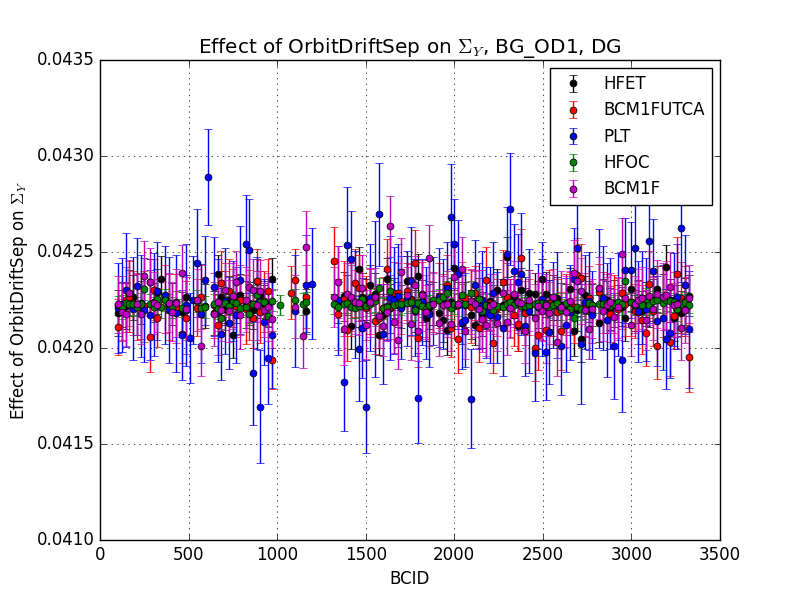 Effect of OrbitDriftSep on Σ_Y, BG_OD1, DG
HFET
BCM1FUTCA
PLT
HFOC
BCM1F
Effect of OrbitDriftSep on Σ_Y
0.0435
0.0430
0.0425
0.0420
0.0415
0.0410
0 500 1000 1500 2000 2500 3000 3500
BCID